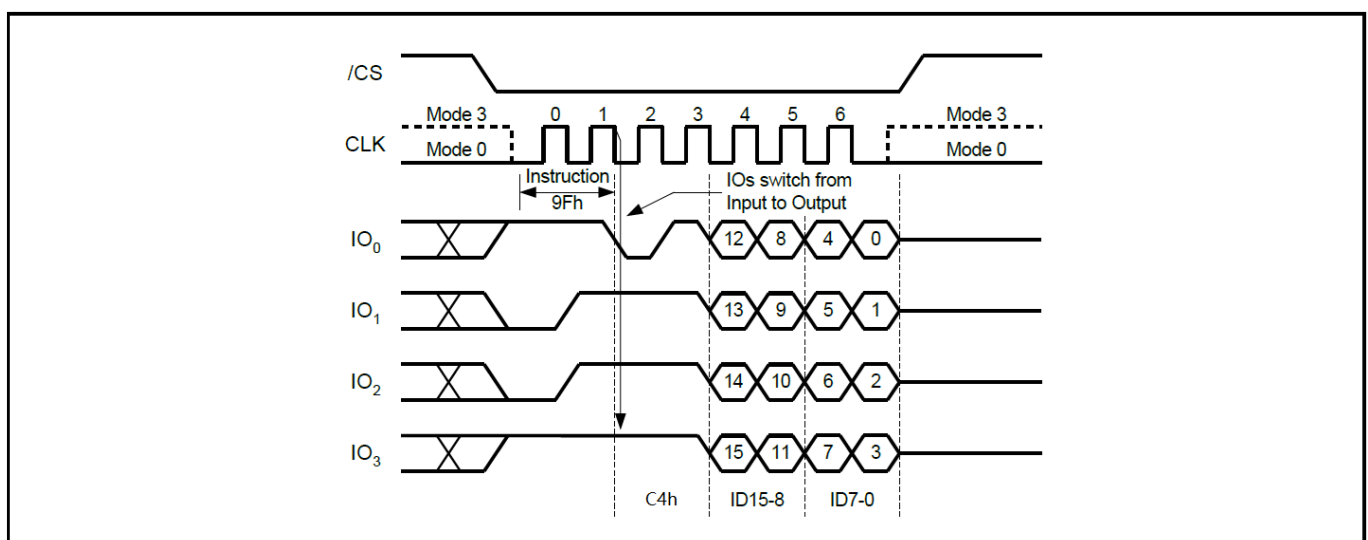 /CS
Mode 3 0 1 2 3 4 5 6 Mode 3
CLK
Mode 0 Mode 0
Instruction IOs switch from
9Fh Input to Output
IO0 12 8 4 0
IO1 13 9 5 1
IO2 14 10 6 2
IO3 15 11 7 3
C4h ID15-8 ID7-0